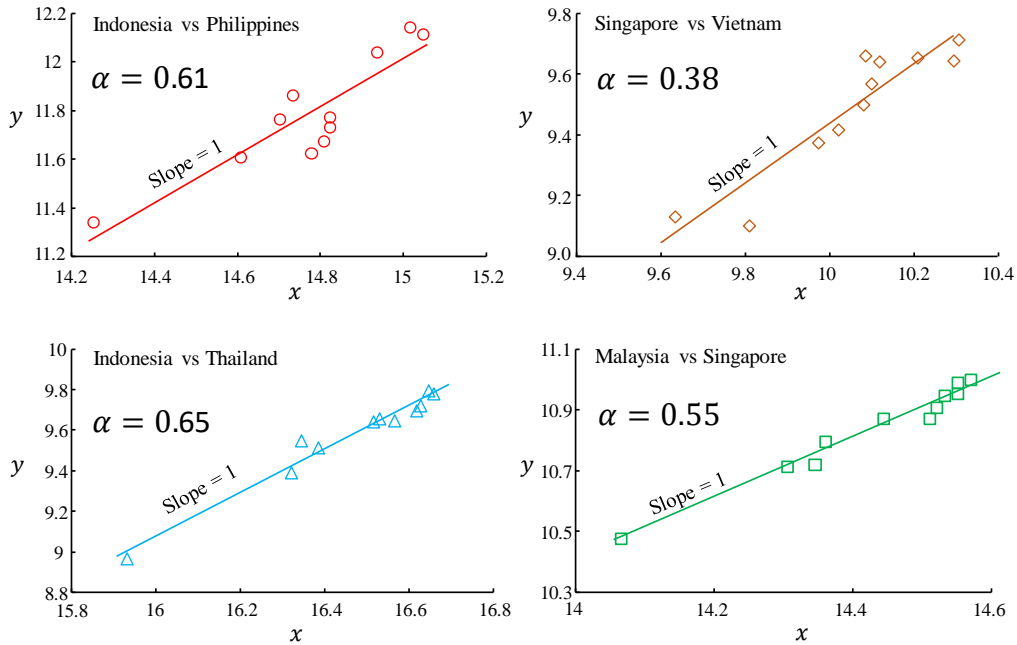 Indonesia vs Philippines
α = 0.61
Slope = 1
y
12.2
12
11.8
11.6
11.4
11.2
14.2 14.4 14.6 14.8 15 15.2
x
Singapore vs Vietnam
α = 0.38
Slope = 1
y
9.8
9.6
9.4
9.2
9.0
9.4 9.6 9.8 10 10.2 10.4
x
Indonesia vs Thailand
α = 0.65
Slope = 1
y
10
9.8
9.6
9.4
9.2
9
8.8
15.8 16 16.2 16.4 16.6 16.8
x
Malaysia vs Singapore
α = 0.55
Slope = 1
y
11.1
10.9
10.7
10.5
10.3
14 14.2 14.4 14.6
x